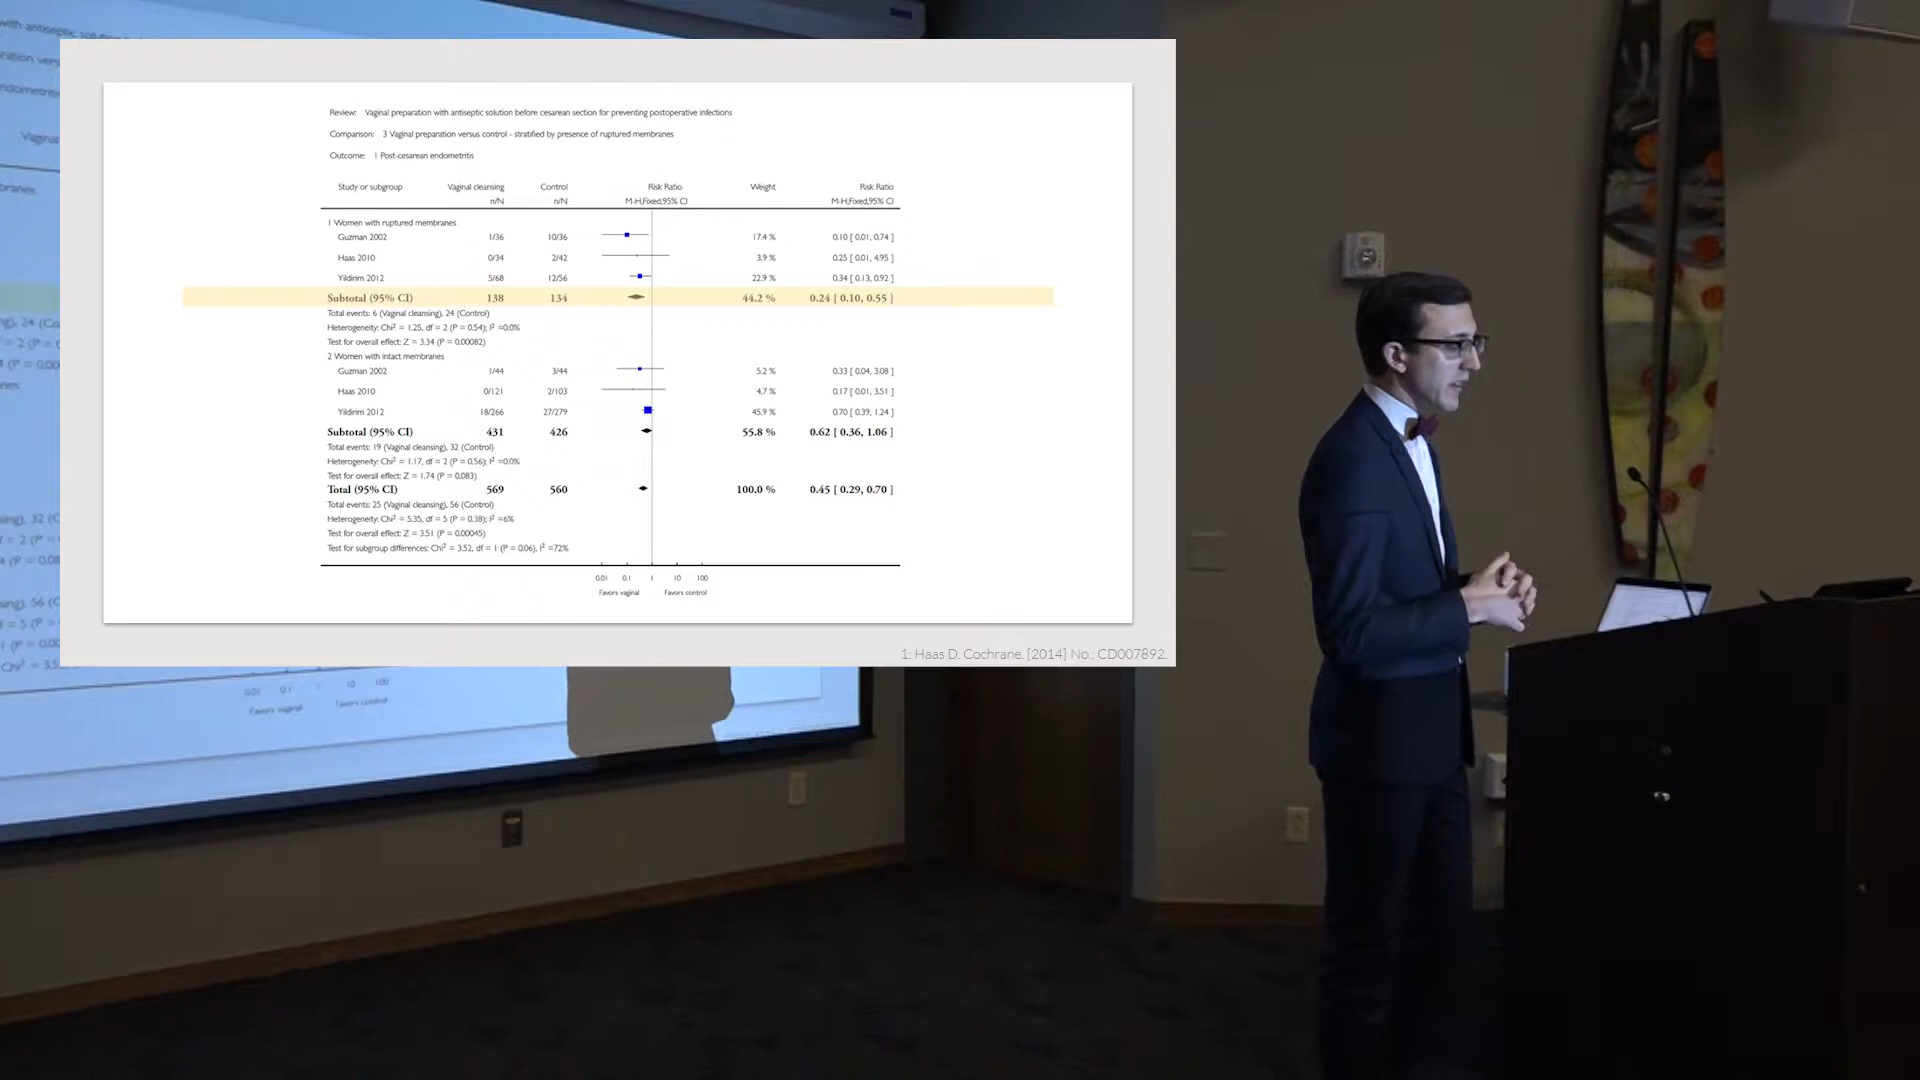 Review: Vaginal preparation with antiseptic solution before cesarean section for preventing postoperative infections
Comparison: 3 Vaginal preparation versus control - stratified by presence of ruptured membranes
Outcome: 1 Post-cesarean endometritis
Study or subgroup Vaginal cleansing Control Risk Ratio Weight Risk Ratio
n/N n/N M-H,Fixed,95% CI M-H,Fixed,95% CI
1 Women with ruptured membranes
Guzman 2002 1/36 10/36 17.4 % 0.10 [ 0.01, 0.74 ]
Haas 2010 0/34 2/42 3.9 % 0.25 [ 0.01, 4.95 ]
Yildirim 2012 5/68 12/56 22.9 % 0.34 [ 0.13, 0.92 ]
Subtotal (95% CI) 138 134 44.2 % 0.24 [ 0.10, 0.55 ]
Total events: 6 (Vaginal cleansing), 24 (Control)
Heterogeneity: Chi² = 1.25, df = 2 (P = 0.54); I² =0.0%
Test for overall effect: Z = 3.34 (P = 0.00082)
2 Women with intact membranes
Guzman 2002 1/44 3/44 5.2 % 0.33 [ 0.04, 3.08 ]
Haas 2010 0/121 2/103 4.7 % 0.17 [ 0.01, 3.51 ]
Yildirim 2012 18/266 27/279 45.9 % 0.70 [ 0.39, 1.24 ]
Subtotal (95% CI) 431 426 55.8 % 0.62 [ 0.36, 1.06 ]
Total events: 19 (Vaginal cleansing), 32 (Control)
Heterogeneity: Chi² = 1.17, df = 2 (P = 0.56); I² =0.0%
Test for overall effect: Z = 1.74 (P = 0.083)
Total (95% CI) 569 560 100.0 % 0.45 [ 0.29, 0.70 ]
Total events: 25 (Vaginal cleansing), 56 (Control)
Heterogeneity: Chi² = 5.35, df = 5 (P = 0.38); I² =6%
Test for overall effect: Z = 3.51 (P = 0.00045)
Test for subgroup differences: Chi² = 3.52, df = 1 (P = 0.06), I² =72%
0.01 0.1 1 10 100
Favors vaginal Favors control
1: Haas D. Cochrane. [2014] No.: CD007892.
0.01 0.1 1 10 100
Favors vaginal Favors control